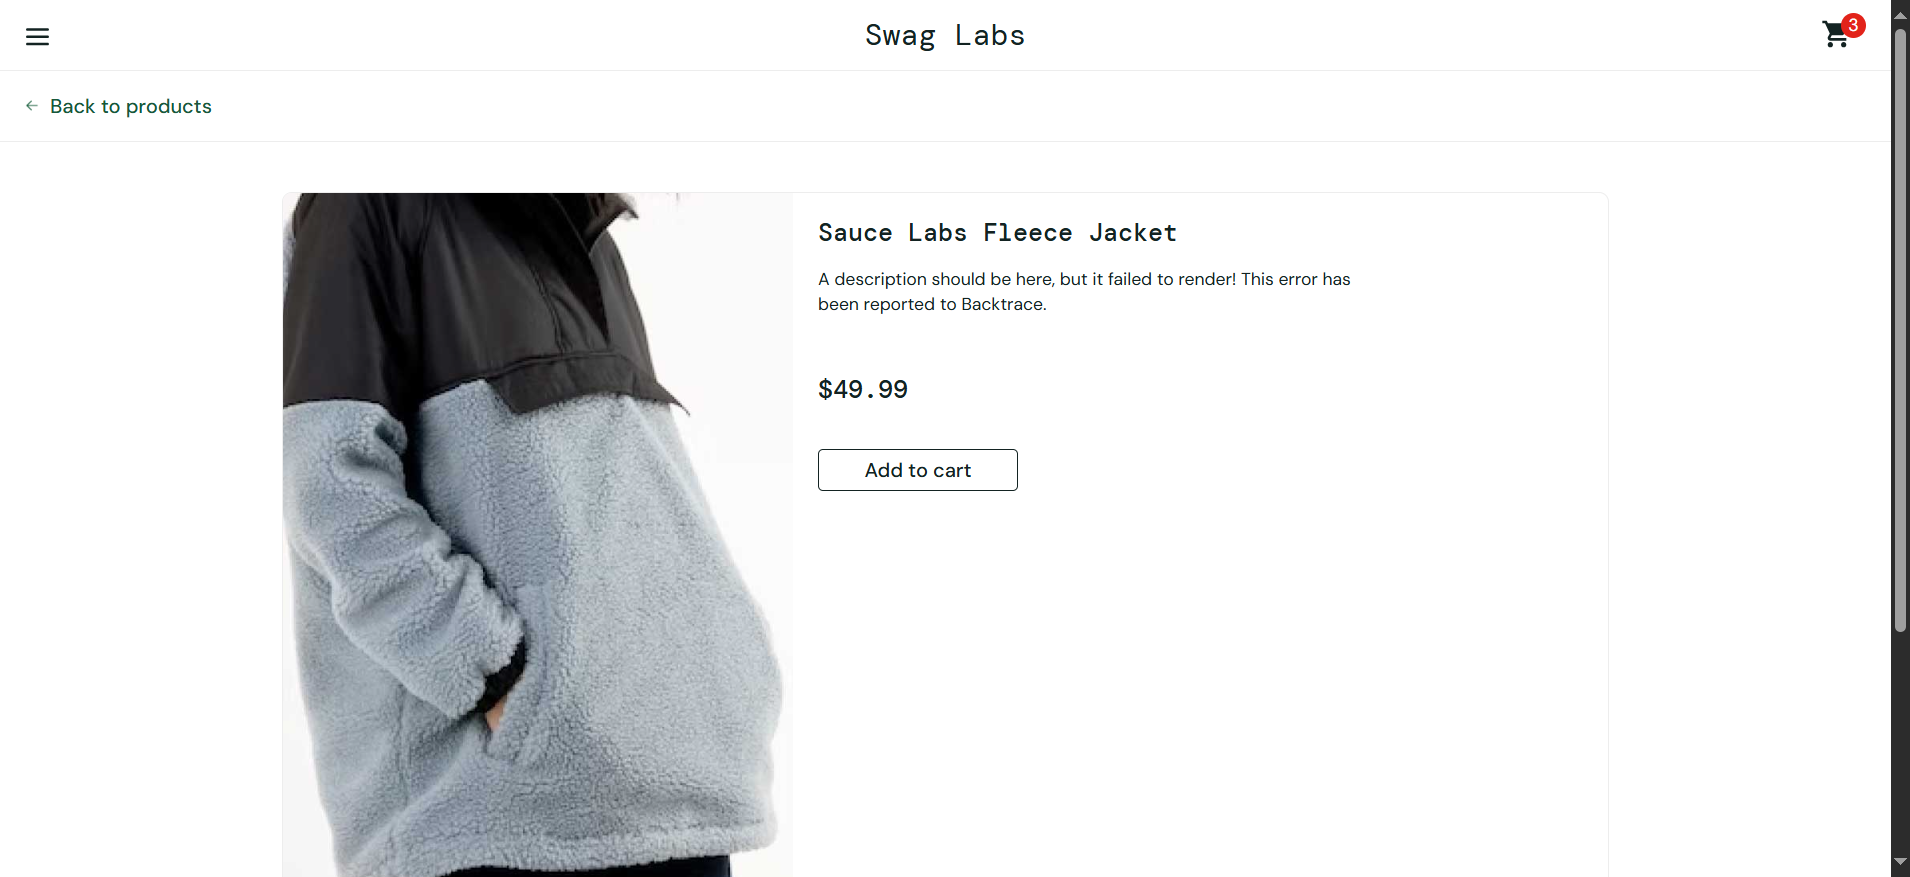 Swag Labs
3
Back to products
Sauce Labs Fleece Jacket
A description should be here, but it failed to render! This error has
been reported to Backtrace.
$49.99
Add to cart